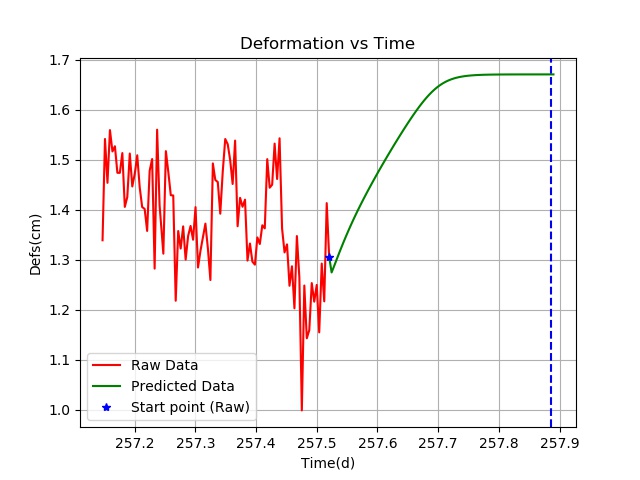 Deformation vs Time
Defs(cm)
1.7
1.6
1.5
1.4
1.3
1.2
1.1
1.0
Raw Data
Predicted Data
Start point (Raw)
257.2 257.3 257.4 257.5 257.6 257.7 257.8 257.9
Time(d)